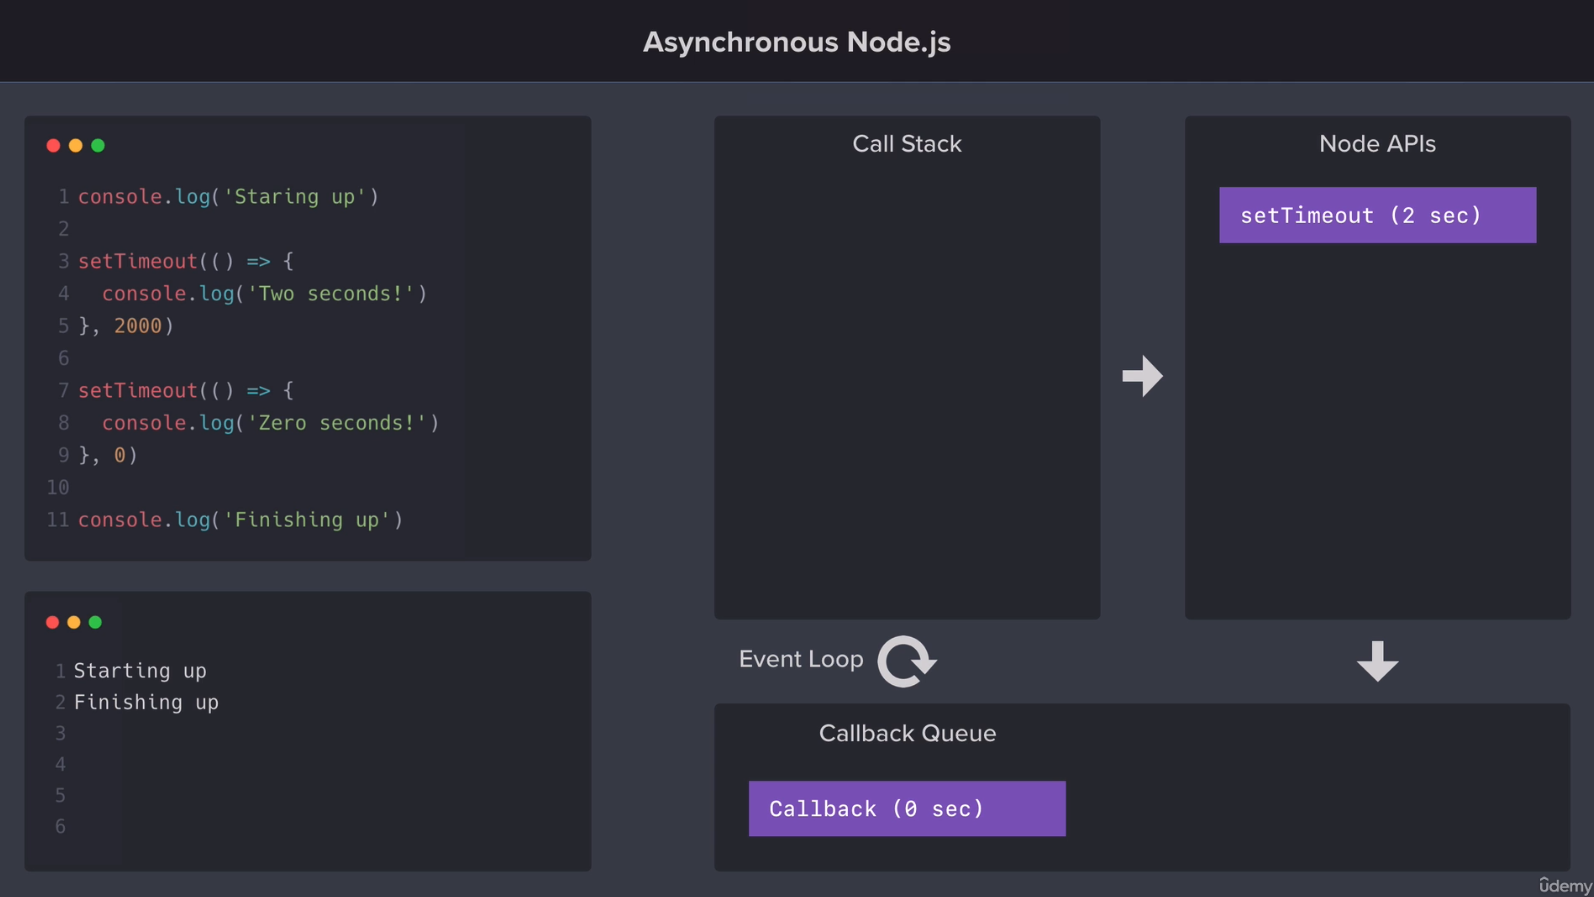 Asynchronous Node.js
1 console.log('Staring up')
2
3 setTimeout(() => {
4   console.log('Two seconds!')
5 }, 2000)
6
7 setTimeout(() => {
8   console.log('Zero seconds!')
9 }, 0)
10
11 console.log('Finishing up')
1 Starting up
2 Finishing up
3
4
5
6
Call Stack
Node APIs
setTimeout (2 sec)
Event Loop
Callback Queue
Callback (0 sec)
ûdemy